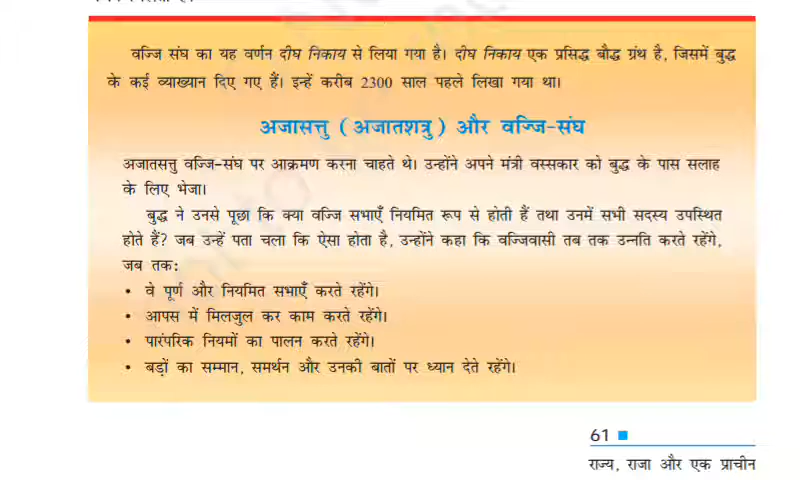 वज्जि संघ का यह वर्णन दीघ निकाय से लिया गया है। दीघ निकाय एक प्रसिद्ध बौद्ध ग्रंथ है, जिसमें बुद्ध
के कई व्याख्यान दिए गए हैं। इन्हें करीब 2300 साल पहले लिखा गया था।
अजासत्तु (अजातशत्रु) और वज्जि-संघ
अजातसत्तु वज्जि-संघ पर आक्रमण करना चाहते थे। उन्होंने अपने मंत्री वस्सकार को बुद्ध के पास सलाह
के लिए भेजा।
बुद्ध ने उनसे पूछा कि क्या वज्जि सभाएँ नियमित रूप से होती हैं तथा उनमें सभी सदस्य उपस्थित
होते हैं? जब उन्हें पता चला कि ऐसा होता है, उन्होंने कहा कि वज्जिवासी तब तक उन्नति करते रहेंगे,
जब तक:
• वे पूर्ण और नियमित सभाएँ करते रहेंगे।
• आपस में मिलजुल कर काम करते रहेंगे।
• पारंपरिक नियमों का पालन करते रहेंगे।
• बड़ों का सम्मान, समर्थन और उनकी बातों पर ध्यान देते रहेंगे।
61
राज्य, राजा और एक प्राचीन